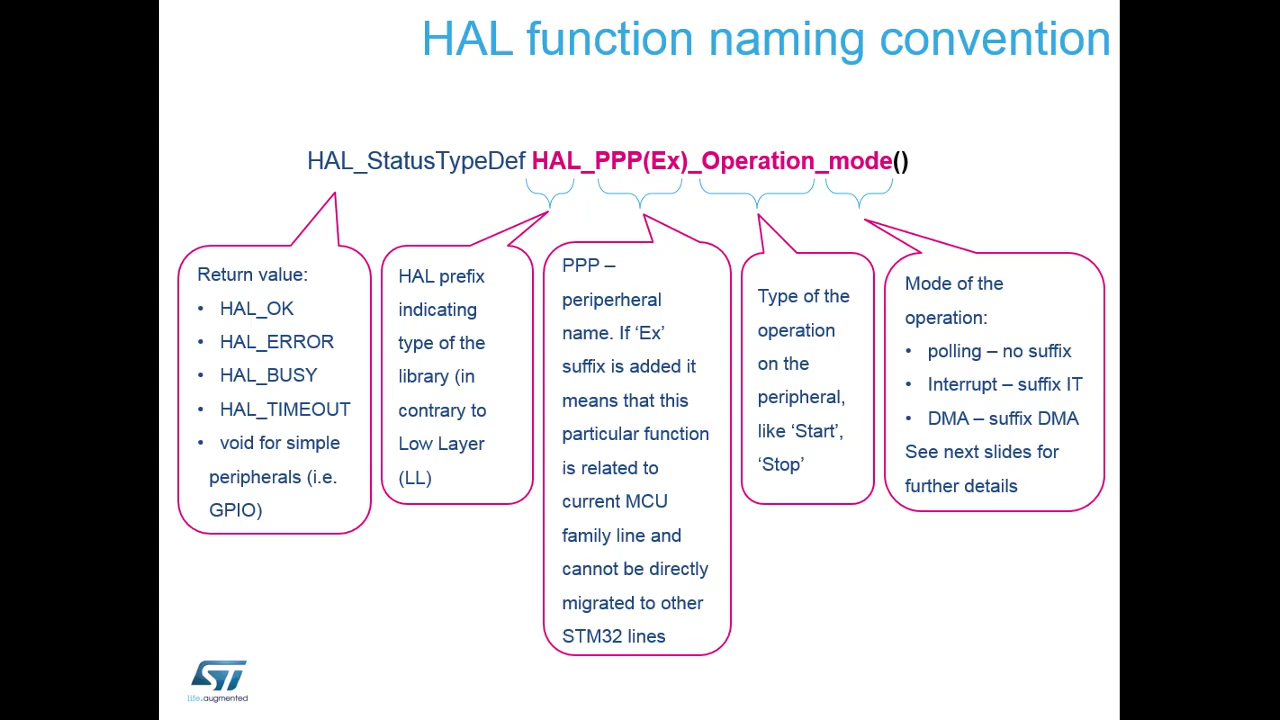 HAL function naming convention
HAL_StatusTypeDef HAL_PPP(Ex)_Operation_mode()
Return value:
• HAL_OK
• HAL_ERROR
• HAL_BUSY
• HAL_TIMEOUT
• void for simple
peripherals (i.e.
GPIO)
HAL prefix
indicating
type of the
library (in
contrary to
Low Layer
(LL)
PPP –
periperheral
name. If ‘Ex’
suffix is added it
means that this
particular function
is related to
current MCU
family line and
cannot be directly
migrated to other
STM32 lines
Type of the
operation
on the
peripheral,
like ‘Start’,
‘Stop’
Mode of the
operation:
• polling – no suffix
• Interrupt – suffix IT
• DMA – suffix DMA
See next slides for
further details
ST
life.augmented